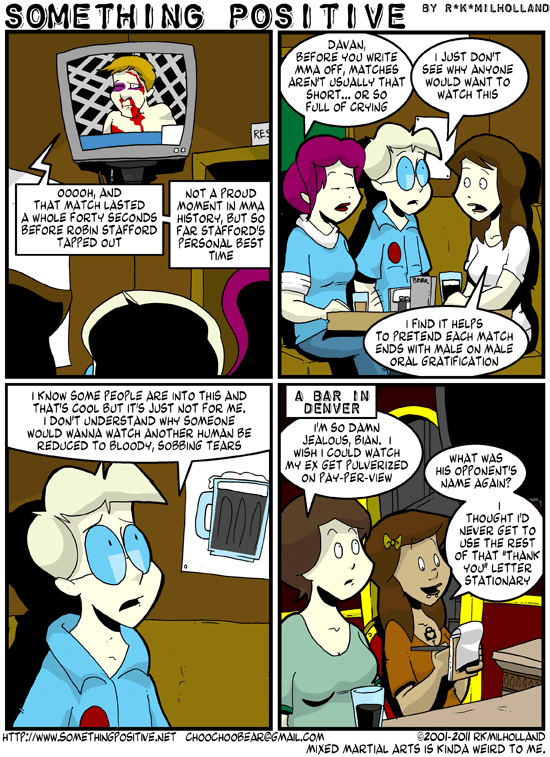 SOMETHING POSITIVE BY R*K*MILHOLLAND
OOOOH, AND
THAT MATCH LASTED
A WHOLE FORTY SECONDS
BEFORE ROBIN STAFFORD
TAPPED OUT
NOT A PROUD
MOMENT IN MMA
HISTORY, BUT SO
FAR STAFFORD'S
PERSONAL BEST
TIME
RES
DAVAN,
BEFORE YOU WRITE
MMA OFF, MATCHES
AREN'T USUALLY THAT
SHORT... OR SO
FULL OF CRYING
I JUST DON'T
SEE WHY ANYONE
WOULD WANT TO
WATCH THIS
BEER
I FIND IT HELPS
TO PRETEND EACH MATCH
ENDS WITH MALE ON MALE
ORAL GRATIFICATION
I KNOW SOME PEOPLE ARE INTO THIS AND
THAT'S COOL BUT IT'S JUST NOT FOR ME.
I DON'T UNDERSTAND WHY SOMEONE
WOULD WANNA WATCH ANOTHER HUMAN BE
REDUCED TO BLOODY, SOBBING TEARS
A BAR IN
DENVER
I'M SO DAMN
JEALOUS, BIAN. I
WISH I COULD WATCH
MY EX GET PULVERIZED
ON PAY-PER-VIEW
WHAT WAS
HIS OPPONENT'S
NAME AGAIN?
I
THOUGHT I'D
NEVER GET TO
USE THE REST
OF THAT "THANK
YOU" LETTER
STATIONARY
HTTP://WWW.SOMETHINGPOSITIVE.NET CHOOCHOOBEAR@GMAIL.COM ©2001-2011 RKMILHOLLAND
MIXED MARTIAL ARTS IS KINDA WEIRD TO ME.